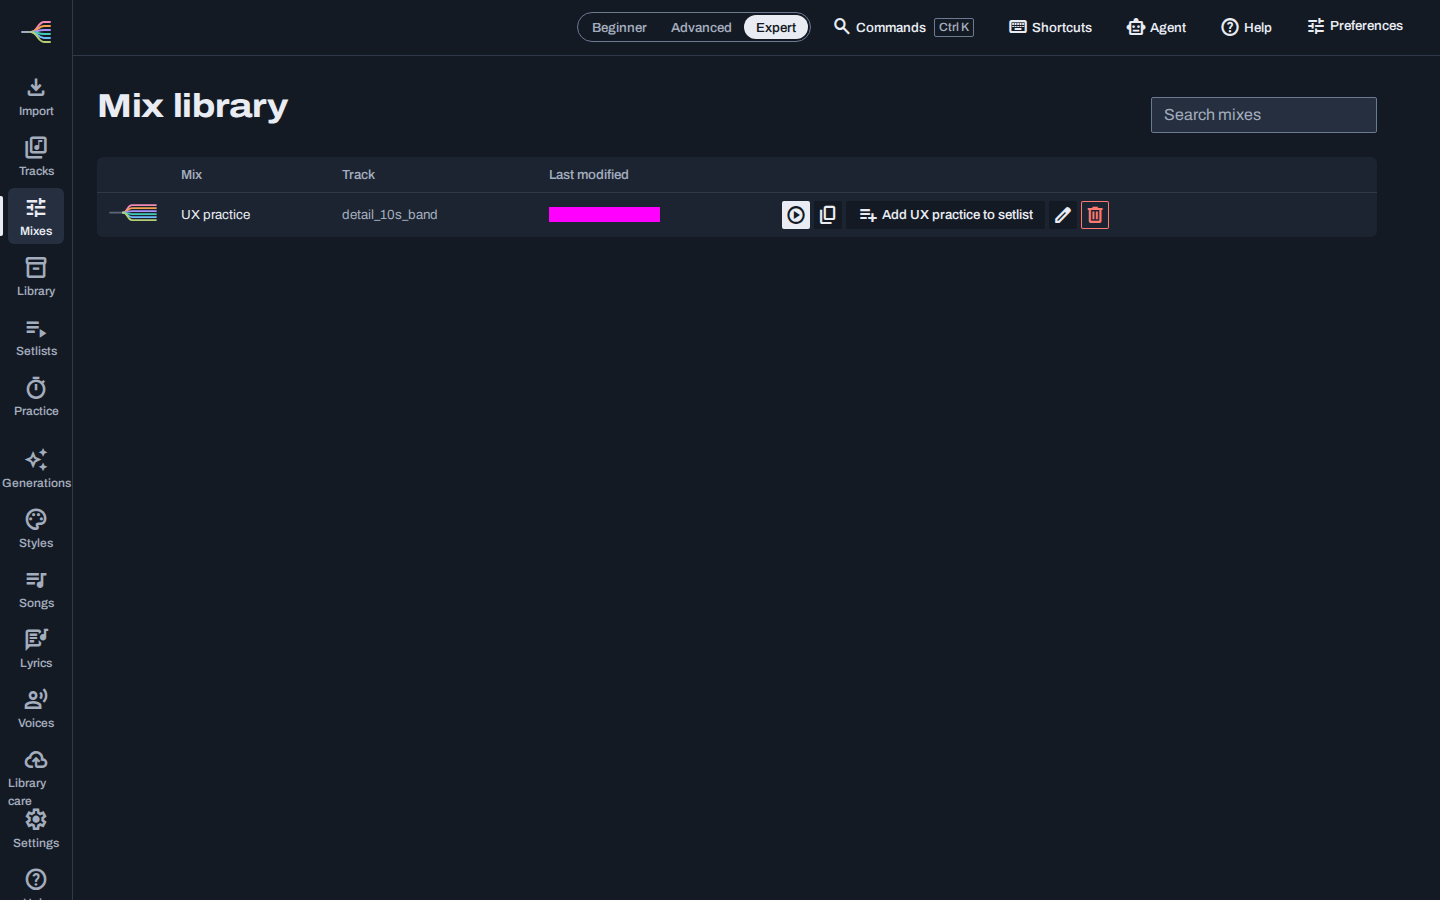 Beginner Advanced Expert Commands Ctrl K Shortcuts Agent Help Preferences
Import
Tracks
Mixes
Library
Setlists
Practice
Generations
Styles
Songs
Lyrics
Voices
Library
care
Settings
Mix library
Search mixes
Mix Track Last modified
UX practice detail_10s_band Add UX practice to setlist